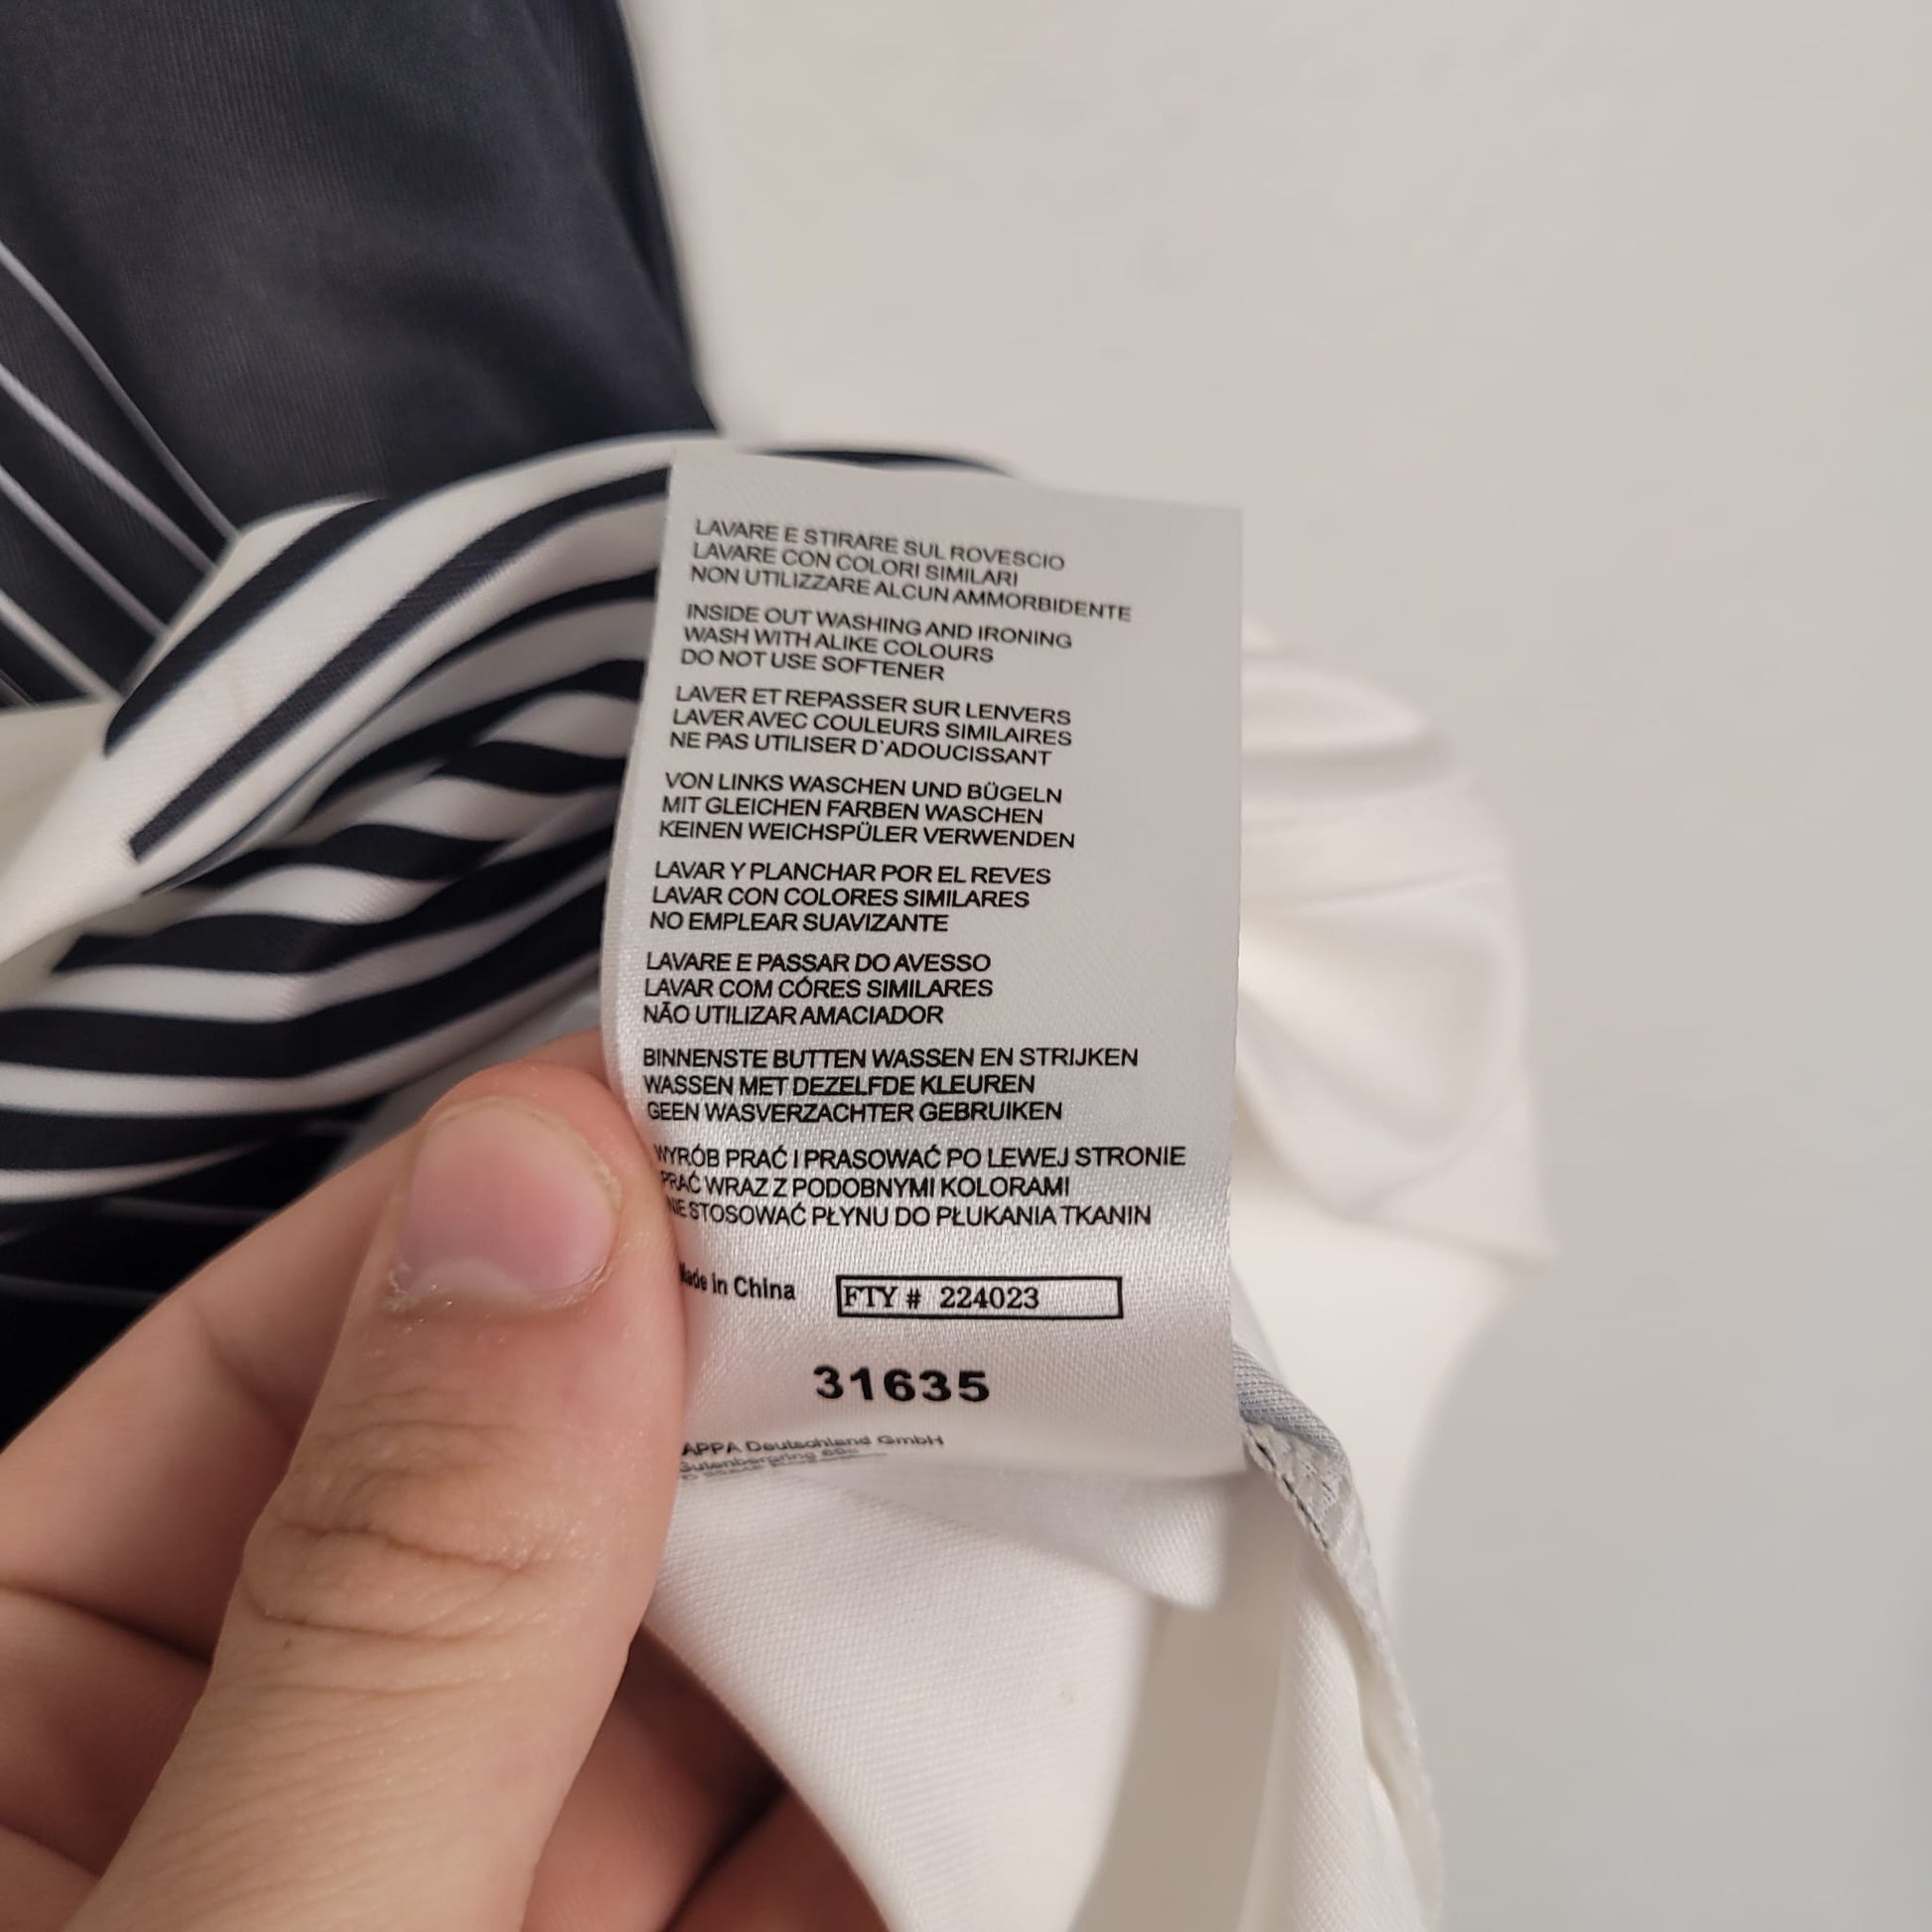 LAVARE E STIRARE SUL ROVESCIO
LAVARE CON COLORI SIMILARI
NON UTILIZZARE ALCUN AMMORBIDENTE
INSIDE OUT WASHING AND IRONING
WASH WITH ALIKE COLOURS
DO NOT USE SOFTENER
LAVER ET REPASSER SUR LENVERS
LAVER AVEC COULEURS SIMILAIRES
NE PAS UTILISER D'ADOUCISSANT
VON LINKS WASCHEN UND BÜGELN
MIT GLEICHEN FARBEN WASCHEN
KEINEN WEICHSPÜLER VERWENDEN
LAVAR Y PLANCHAR POR EL REVES
LAVAR CON COLORES SIMILARES
NO EMPLEAR SUAVIZANTE
LAVARE E PASSAR DO AVESSO
LAVAR COM CÓRES SIMILARES
NÃO UTILIZAR AMACIADOR
BINNENSTE BUTTEN WASSEN EN STRIJKEN
WASSEN MET DEZELFDE KLEUREN
GEEN WASVERZACHTER GEBRUIKEN
WYRÓB PRAĆ I PRASOWAĆ PO LEWEJ STRONIE
PRAĆ WRAZ Z PODOBNYMI KOLORAMI
NIE STOSOWAĆ PŁYNU DO PŁUKANIA TKANIN
Made in China
FTY # 224023
31635
APPA Deutschland GmbH